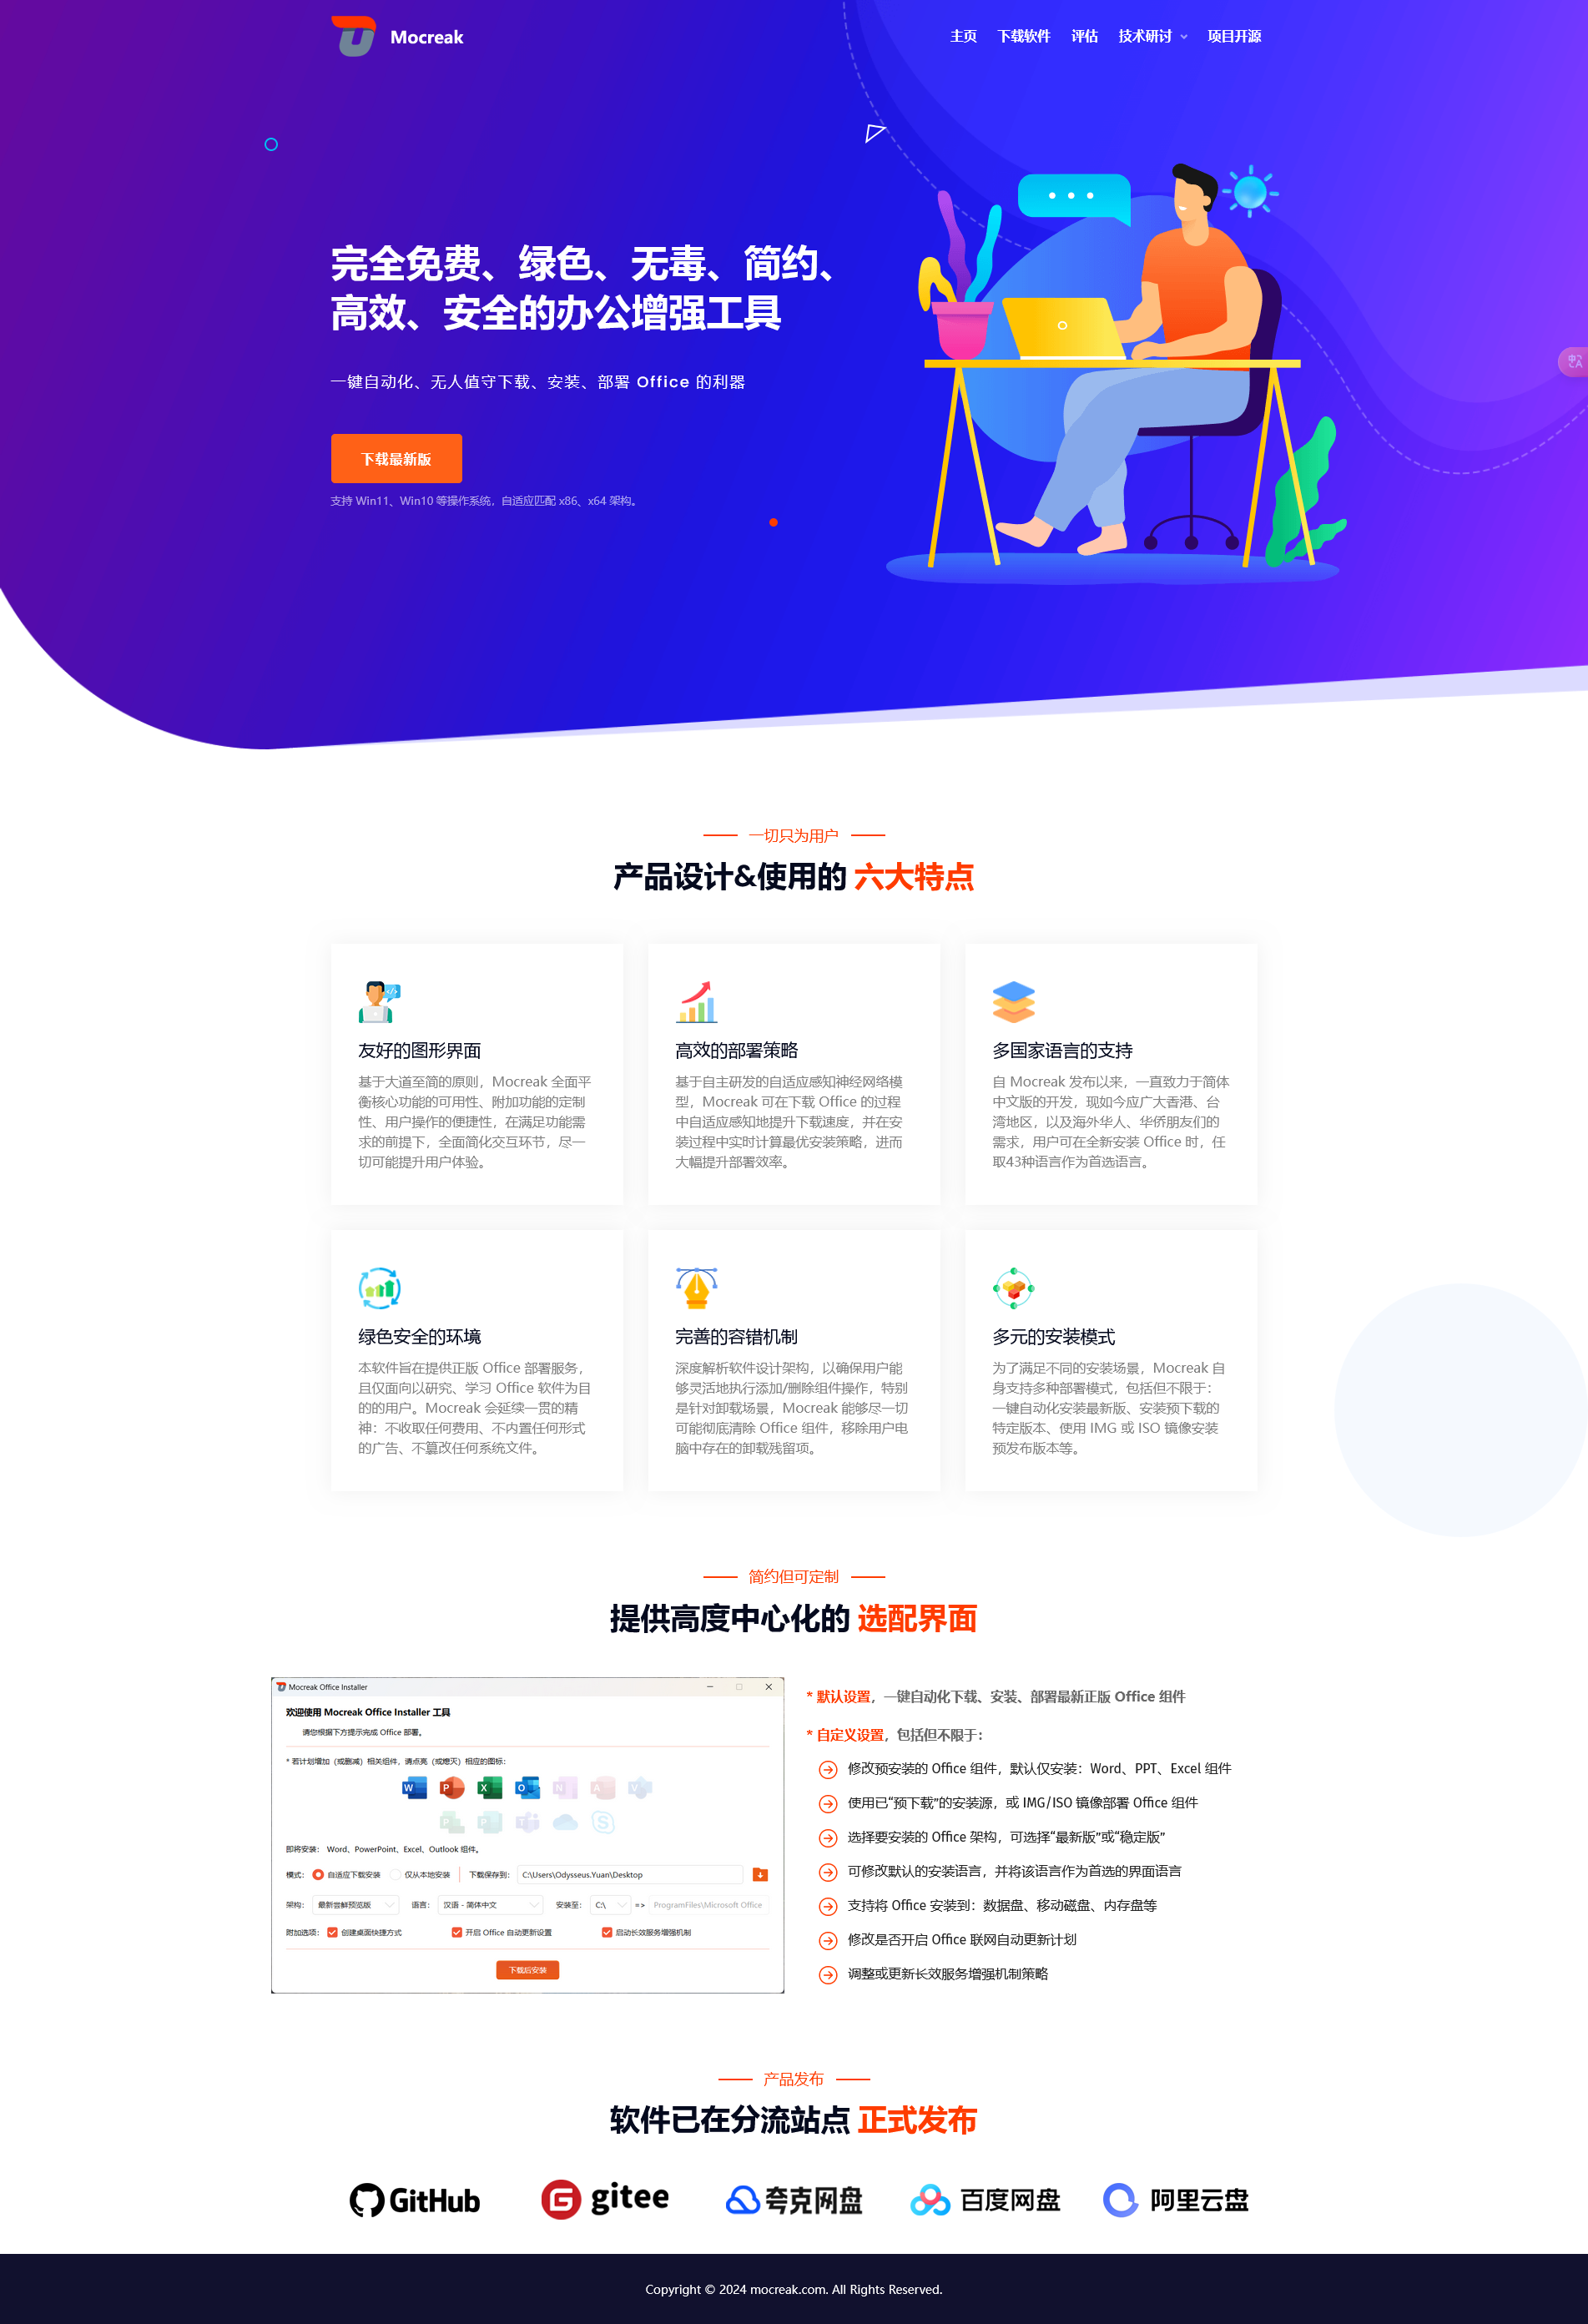 Mocreak
主页 下载软件 评估 技术研讨 项目开源
完全免费、绿色、无毒、简约、
高效、安全的办公增强工具
一键自动化、无人值守下载、安装、部署 Office 的利器
下载最新版
支持 Win11、Win10 等操作系统，自适应匹配 x86、x64 架构。
一切只为用户
产品设计&使用的 六大特点
友好的图形界面
基于大道至简的原则，Mocreak 全面平
衡核心功能的可用性、附加功能的定制
性、用户操作的便捷性，在满足功能需
求的前提下，全面简化交互环节，尽一
切可能提升用户体验。
高效的部署策略
基于自主研发的自适应感知神经网络模
型，Mocreak 可在下载 Office 的过程
中自适应感知地提升下载速度，并在安
装过程中实时计算最优安装策略，进而
大幅提升部署效率。
多国家语言的支持
自 Mocreak 发布以来，一直致力于简体
中文版的开发，现如今应广大香港、台
湾地区，以及海外华人、华侨朋友们的
需求，用户可在全新安装 Office 时，任
取43种语言作为首选语言。
绿色安全的环境
本软件旨在提供正版 Office 部署服务，
且仅面向以研究、学习 Office 软件为目
的的用户。Mocreak 会延续一贯的精
神：不收取任何费用、不内置任何形式
的广告、不篡改任何系统文件。
完善的容错机制
深度解析软件设计架构，以确保用户能
够灵活地执行添加/删除组件操作，特别
是针对卸载场景，Mocreak 能够尽一切
可能彻底清除 Office 组件，移除用户电
脑中存在的卸载残留项。
多元的安装模式
为了满足不同的安装场景，Mocreak 自
身支持多种部署模式，包括但不限于：
一键自动化安装最新版、安装预下载的
特定版本、使用 IMG 或 ISO 镜像安装
预发布版本等。
简约但可定制
提供高度中心化的 选配界面
Mocreak Office Installer
欢迎使用 Mocreak Office Installer 工具
请您根据下方提示完成 Office 部署。
* 若计划增加（或删减）相关组件，请点亮（或熄灭）相应的图标：
W P X O N A V
P P T S
即将安装： Word、PowerPoint、Excel、Outlook 组件。
模式： 自适应下载安装 仅从本地安装 下载保存到： C:\Users\Odysseus.Yuan\Desktop
架构： 最新尝鲜预览版 语言： 汉语 - 简体中文 安装至： C:\ => ProgramFiles\Microsoft Office
附加选项： 创建桌面快捷方式 开启 Office 自动更新设置 启动长效服务增强机制
下载后安装
* 默认设置，一键自动化下载、安装、部署最新正版 Office 组件
* 自定义设置，包括但不限于：
修改预安装的 Office 组件，默认仅安装：Word、PPT、Excel 组件
使用已“预下载”的安装源，或 IMG/ISO 镜像部署 Office 组件
选择要安装的 Office 架构，可选择“最新版”或“稳定版”
可修改默认的安装语言，并将该语言作为首选的界面语言
支持将 Office 安装到：数据盘、移动磁盘、内存盘等
修改是否开启 Office 联网自动更新计划
调整或更新长效服务增强机制策略
产品发布
软件已在分流站点 正式发布
GitHub gitee 夸克网盘 百度网盘 阿里云盘
Copyright © 2024 mocreak.com. All Rights Reserved.